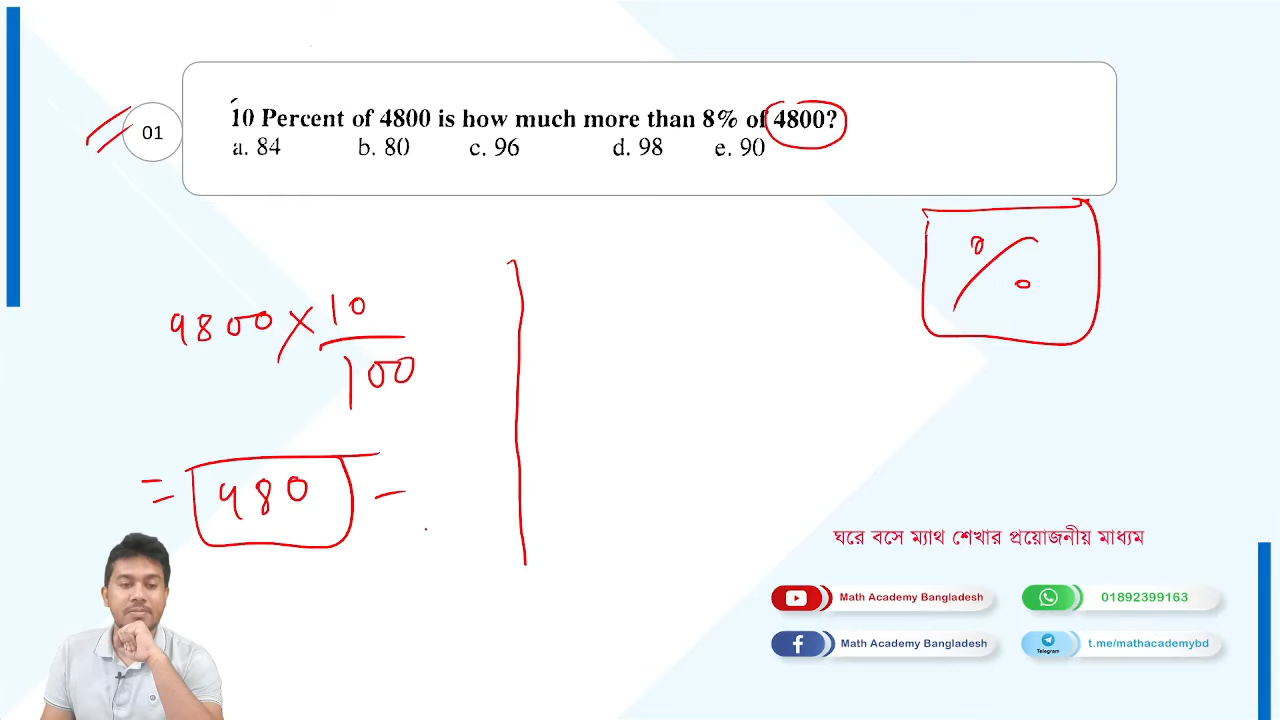 01
10 Percent of 4800 is how much more than 8% of 4800?
a. 84 b. 80 c. 96 d. 98 e. 90
%
4800 × 10
100
= 480 -
ঘরে বসে ম্যাথ শেখার প্রয়োজনীয় মাধ্যম
Math Academy Bangladesh
01892399163
Math Academy Bangladesh
Telegram
t.me/mathacademybd